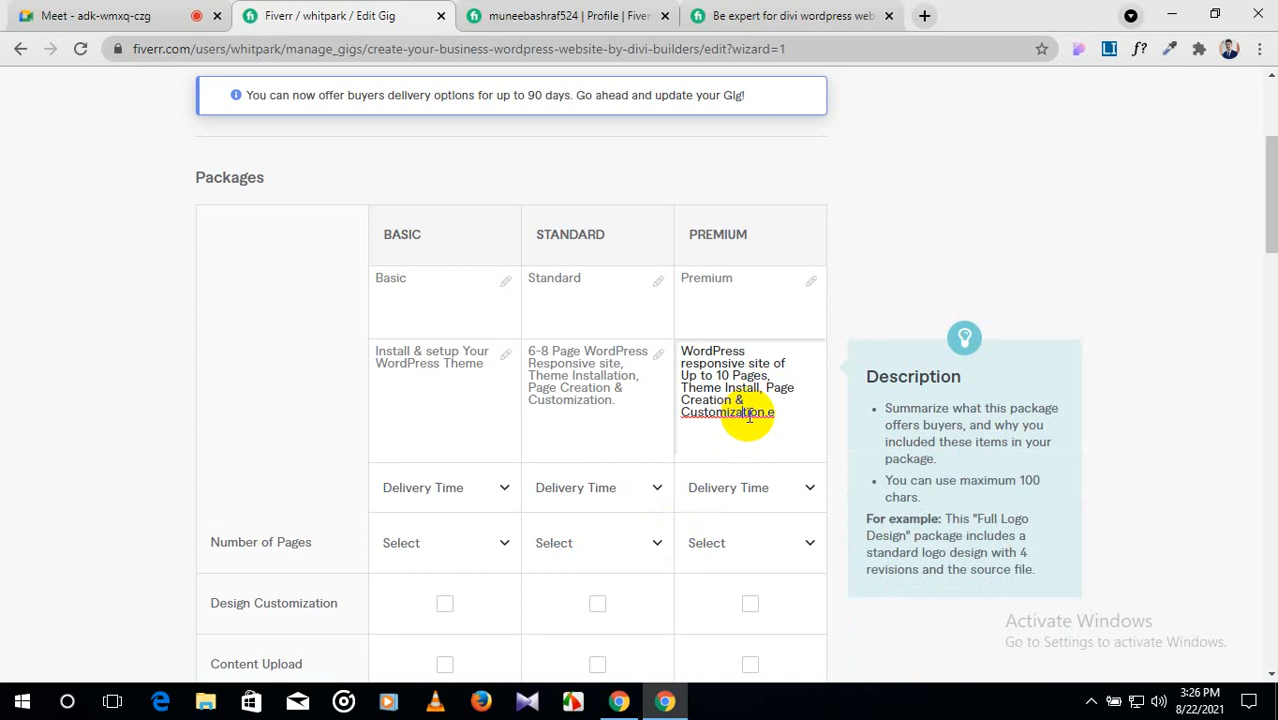 Meet - adk-wmxq-czg
Fiverr / whitpark / Edit Gig
muneebashraf524 | Profile | Fiverr
Be expert for divi wordpress web
fiverr.com/users/whitpark/manage_gigs/create-your-business-wordpress-website-by-divi-builders/edit?wizard=1
You can now offer buyers delivery options for up to 90 days. Go ahead and update your Gig!
Packages
BASIC
STANDARD
PREMIUM
Basic
Standard
Premium
Install & setup Your
WordPress Theme
6-8 Page WordPress
Responsive site,
Theme Installation,
Page Creation &
Customization.
WordPress
responsive site of
Up to 10 Pages,
Theme Install, Page
Creation &
Customization.e
Description
Summarize what this package
offers buyers, and why you
included these items in your
package.
You can use maximum 100
chars.
For example: This "Full Logo
Design" package includes a
standard logo design with 4
revisions and the source file.
Delivery Time
Delivery Time
Delivery Time
Number of Pages
Select
Select
Select
Design Customization
Content Upload
Activate Windows
Go to Settings to activate Windows.
3:26 PM
8/22/2021